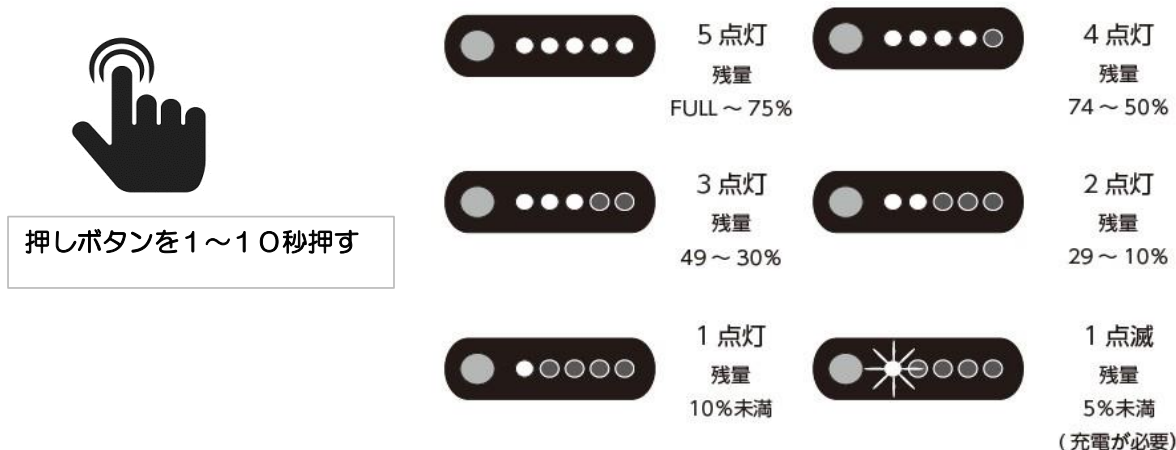 押しボタンを１～１０秒押す
5 点灯
残量
FULL ～ 75%
4 点灯
残量
74 ～ 50%
3 点灯
残量
49 ～ 30%
2 点灯
残量
29 ～ 10%
1 点灯
残量
10%未満
1 点滅
残量
5%未満
( 充電が必要)